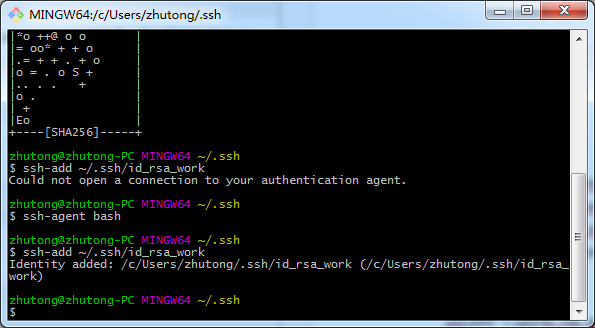 MINGW64:/c/Users/zhutong/.ssh
|*o ++@ o o       |
|= oo* + + o      |
|.= + + . + o     |
|o = . o S +      |
|.. . .   +       |
|o .              |
| +               |
|Eo               |
+----[SHA256]-----+
zhutong@zhutong-PC MINGW64 ~/.ssh
$ ssh-add ~/.ssh/id_rsa_work
Could not open a connection to your authentication agent.
zhutong@zhutong-PC MINGW64 ~/.ssh
$ ssh-agent bash
zhutong@zhutong-PC MINGW64 ~/.ssh
$ ssh-add ~/.ssh/id_rsa_work
Identity added: /c/Users/zhutong/.ssh/id_rsa_work (/c/Users/zhutong/.ssh/id_rsa_
work)
zhutong@zhutong-PC MINGW64 ~/.ssh
$